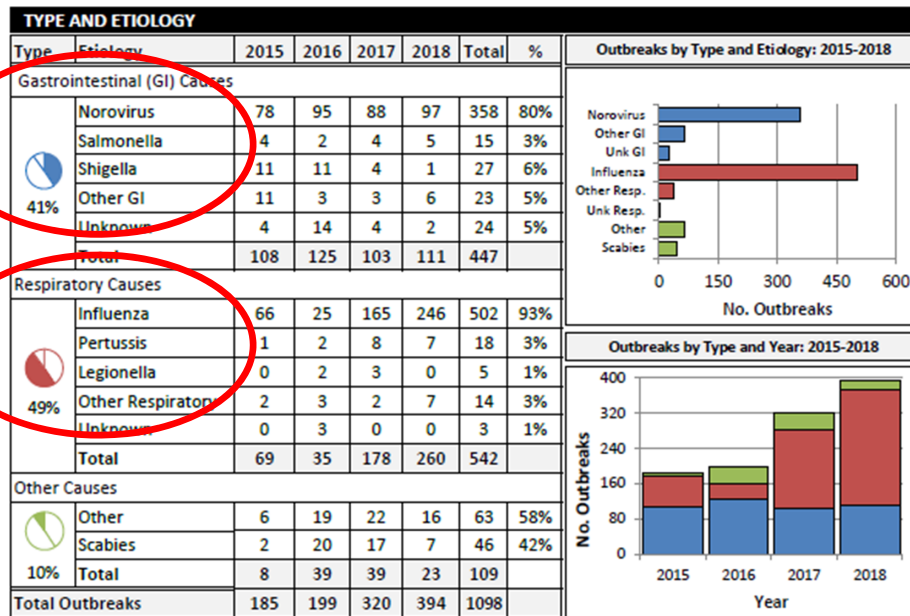 TYPE AND ETIOLOGY
Type Etiology 2015 2016 2017 2018 Total %
Gastrointestinal (GI) Causes
Norovirus 78 95 88 97 358 80%
Salmonella 4 2 4 5 15 3%
Shigella 11 11 4 1 27 6%
Other GI 11 3 3 6 23 5%
41%
Unknown 4 14 4 2 24 5%
Total 108 125 103 111 447
Respiratory Causes
Influenza 66 25 165 246 502 93%
Pertussis 1 2 8 7 18 3%
Legionella 0 2 3 0 5 1%
Other Respiratory 2 3 2 7 14 3%
49%
Unknown 0 3 0 0 3 1%
Total 69 35 178 260 542
Other Causes
Other 6 19 22 16 63 58%
Scabies 2 20 17 7 46 42%
10% Total 8 39 39 23 109
Total Outbreaks 185 199 320 394 1098
Outbreaks by Type and Etiology: 2015-2018
Norovirus
Other GI
Unk GI
Influenza
Other Resp.
Unk Resp.
Other
Scabies
0 150 300 450 600
No. Outbreaks
Outbreaks by Type and Year: 2015-2018
400
320
240
160
80
0
No. Outbreaks
2015 2016 2017 2018
Year